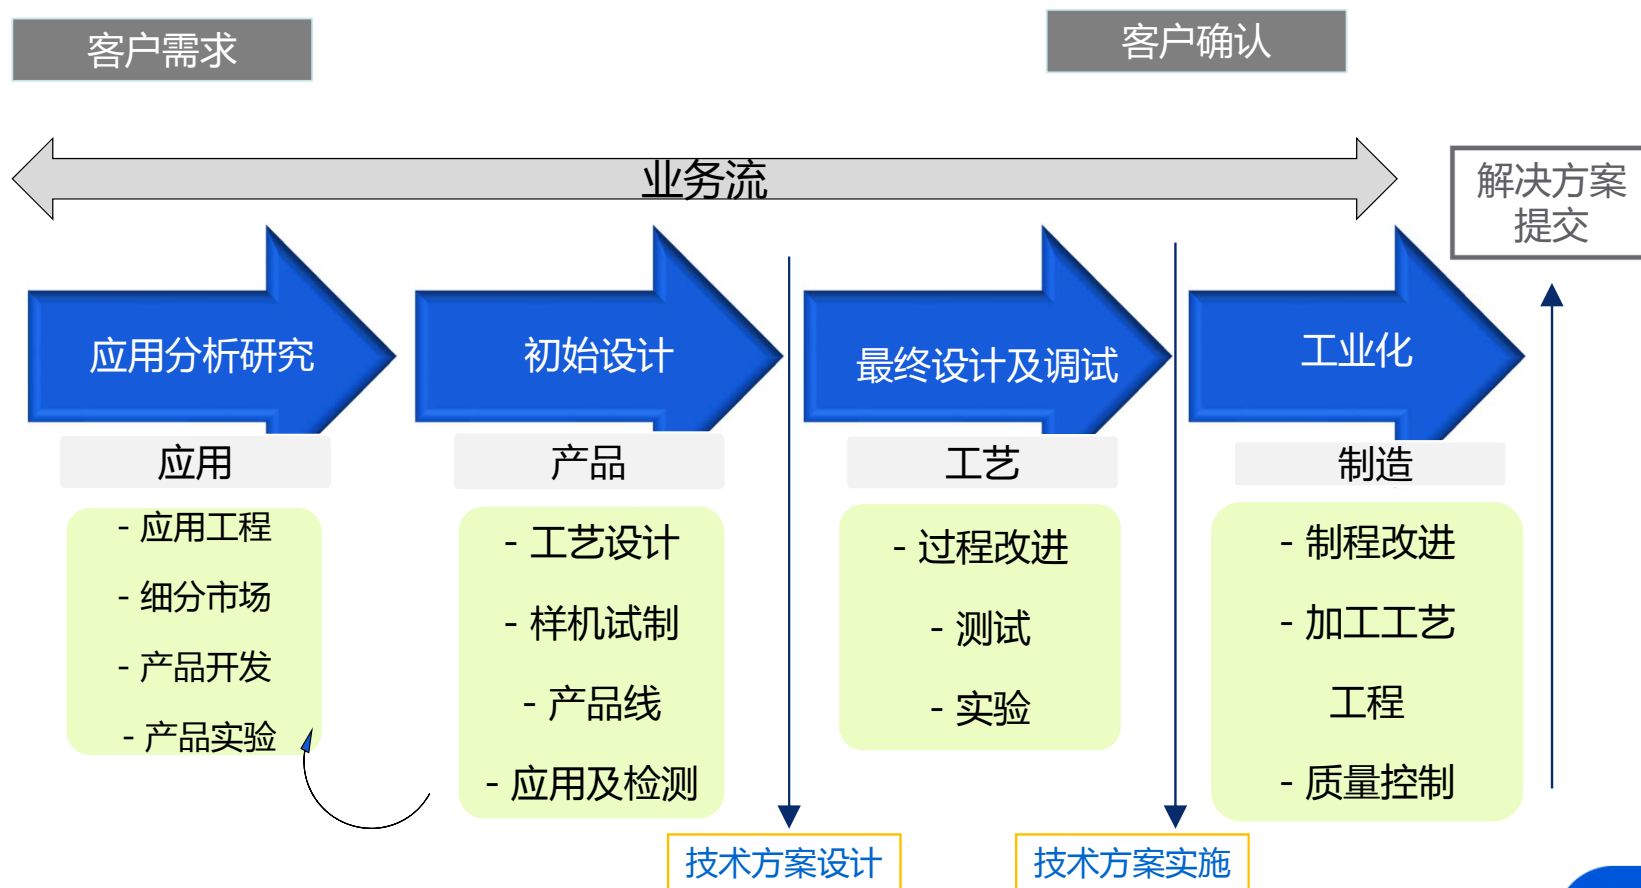 客户需求
客户确认
业务流
解决方案
提交
应用分析研究
初始设计
最终设计及调试
工业化
应用
产品
工艺
制造
- 应用工程
- 细分市场
- 产品开发
- 产品实验
- 工艺设计
- 样机试制
- 产品线
- 应用及检测
- 过程改进
- 测试
- 实验
- 制程改进
- 加工工艺
工程
- 质量控制
技术方案设计
技术方案实施